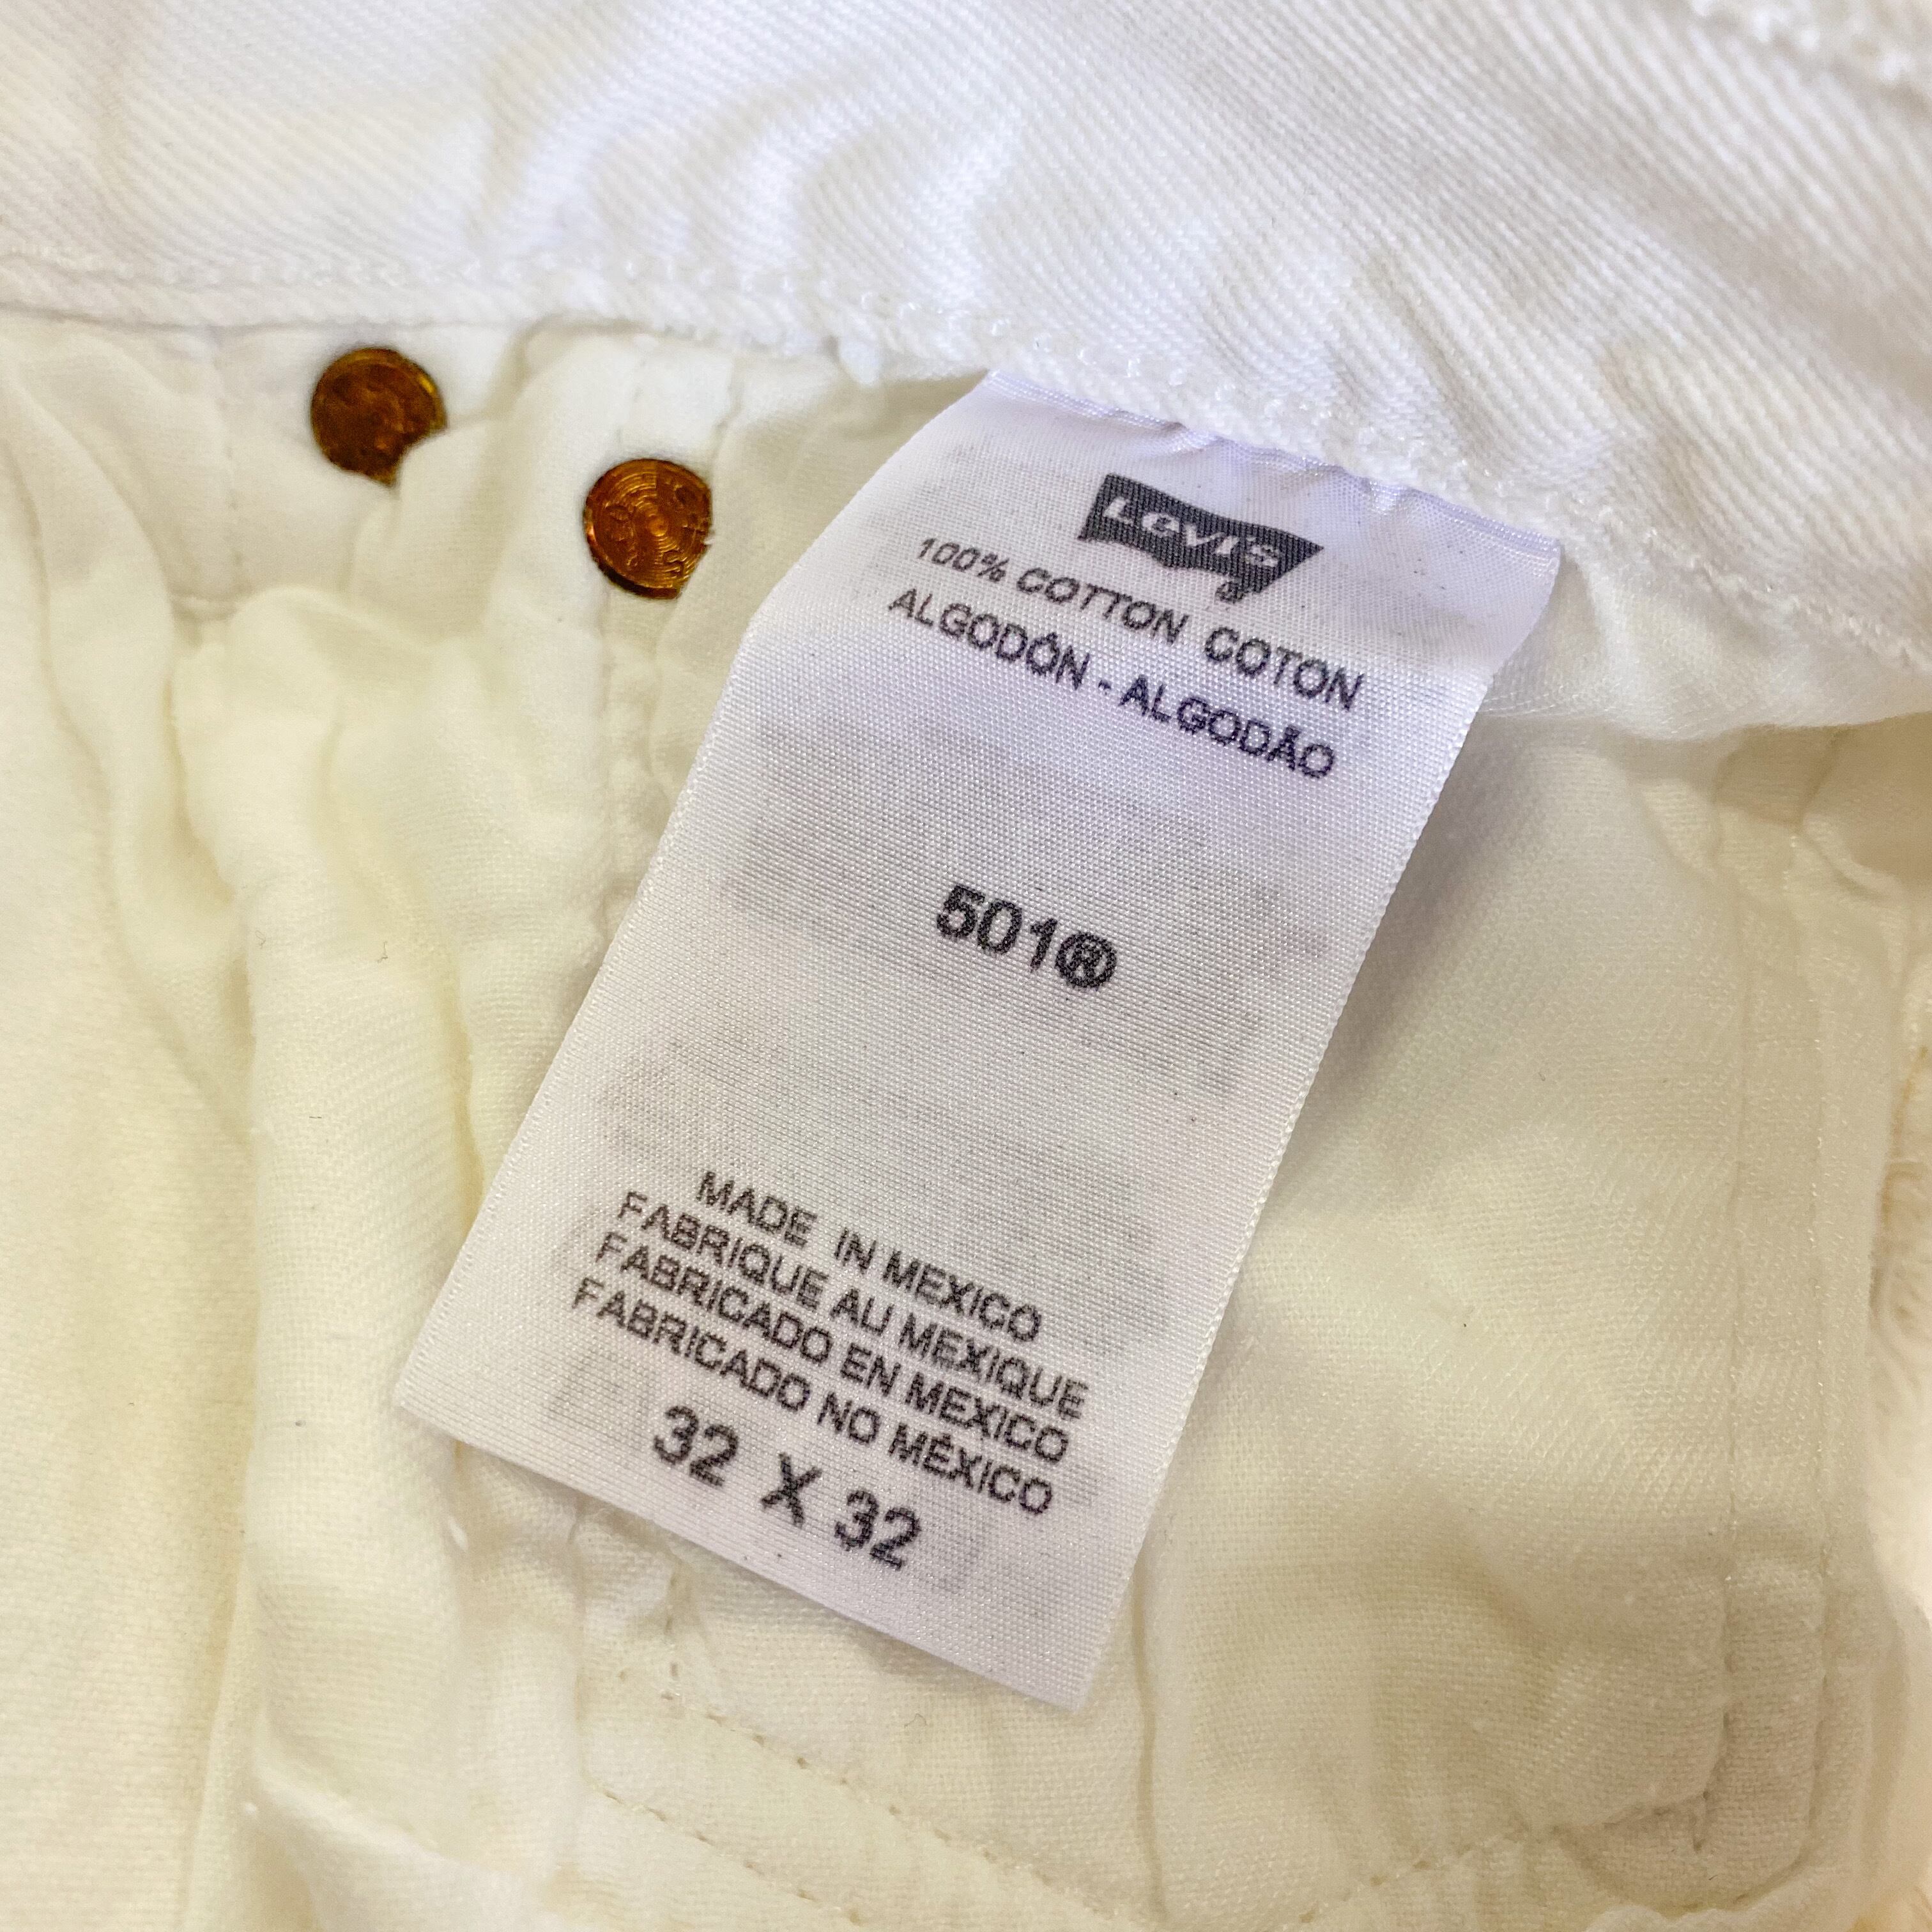 Levi's
100% COTTON COTON
ALGODÓN - ALGODÃO
501®
MADE IN MEXICO
FABRIQUE AU MEXIQUE
FABRICADO EN MEXICO
FABRICADO NO MÉXICO
32 X 32